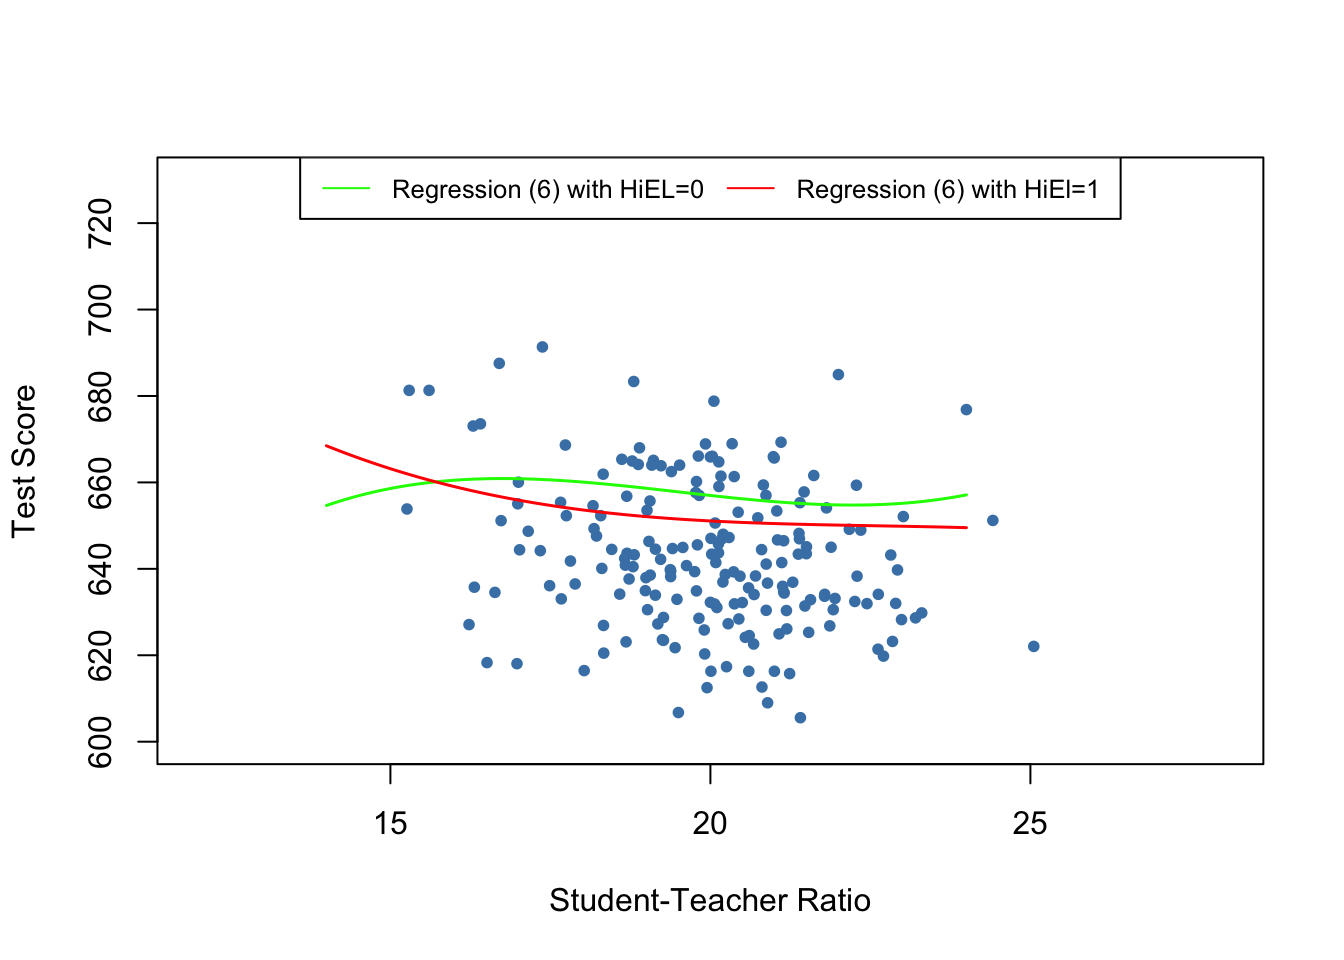 Regression (6) with HiEL=0 Regression (6) with HiEl=1
720
700
680
660
640
620
600
Test Score
15 20 25
Student-Teacher Ratio